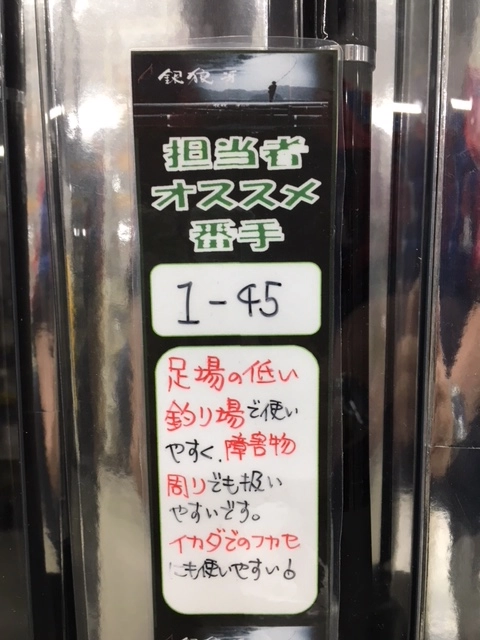 銀狼
担当者
オススメ
番手
1-45
足場の低い
釣り場で使い
やすく、障害物
周りでも扱い
やすいです。
イカダでのフカセ
にも使いやすい